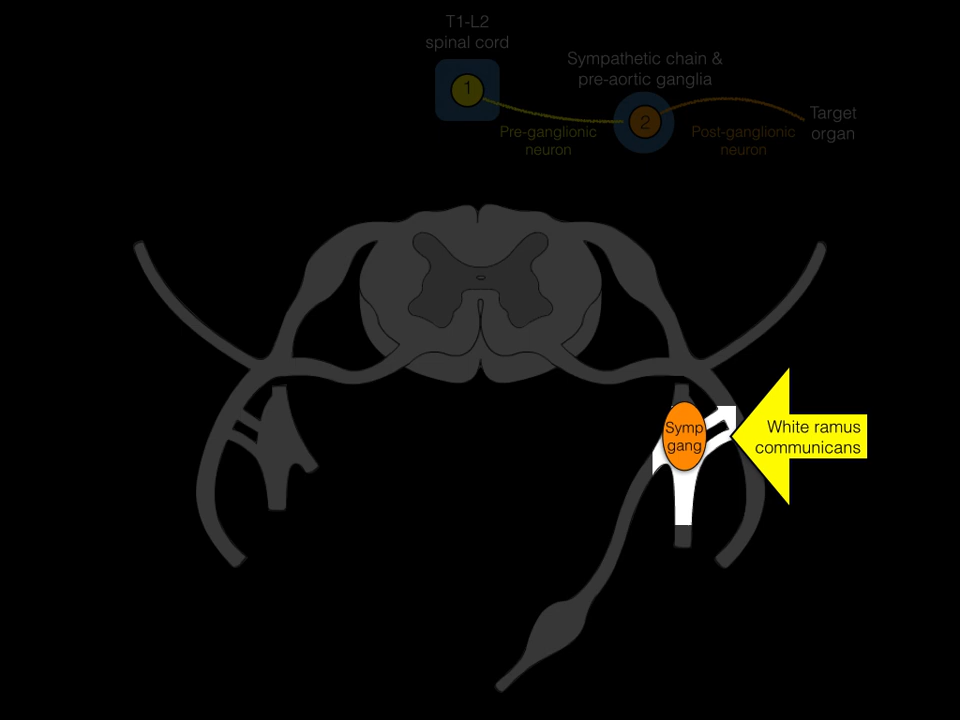 T1-L2
spinal cord
1
Sympathetic chain &
pre-aortic ganglia
2
Pre-ganglionic
neuron
Post-ganglionic
neuron
Target
organ
Symp
gang
White ramus
communicans